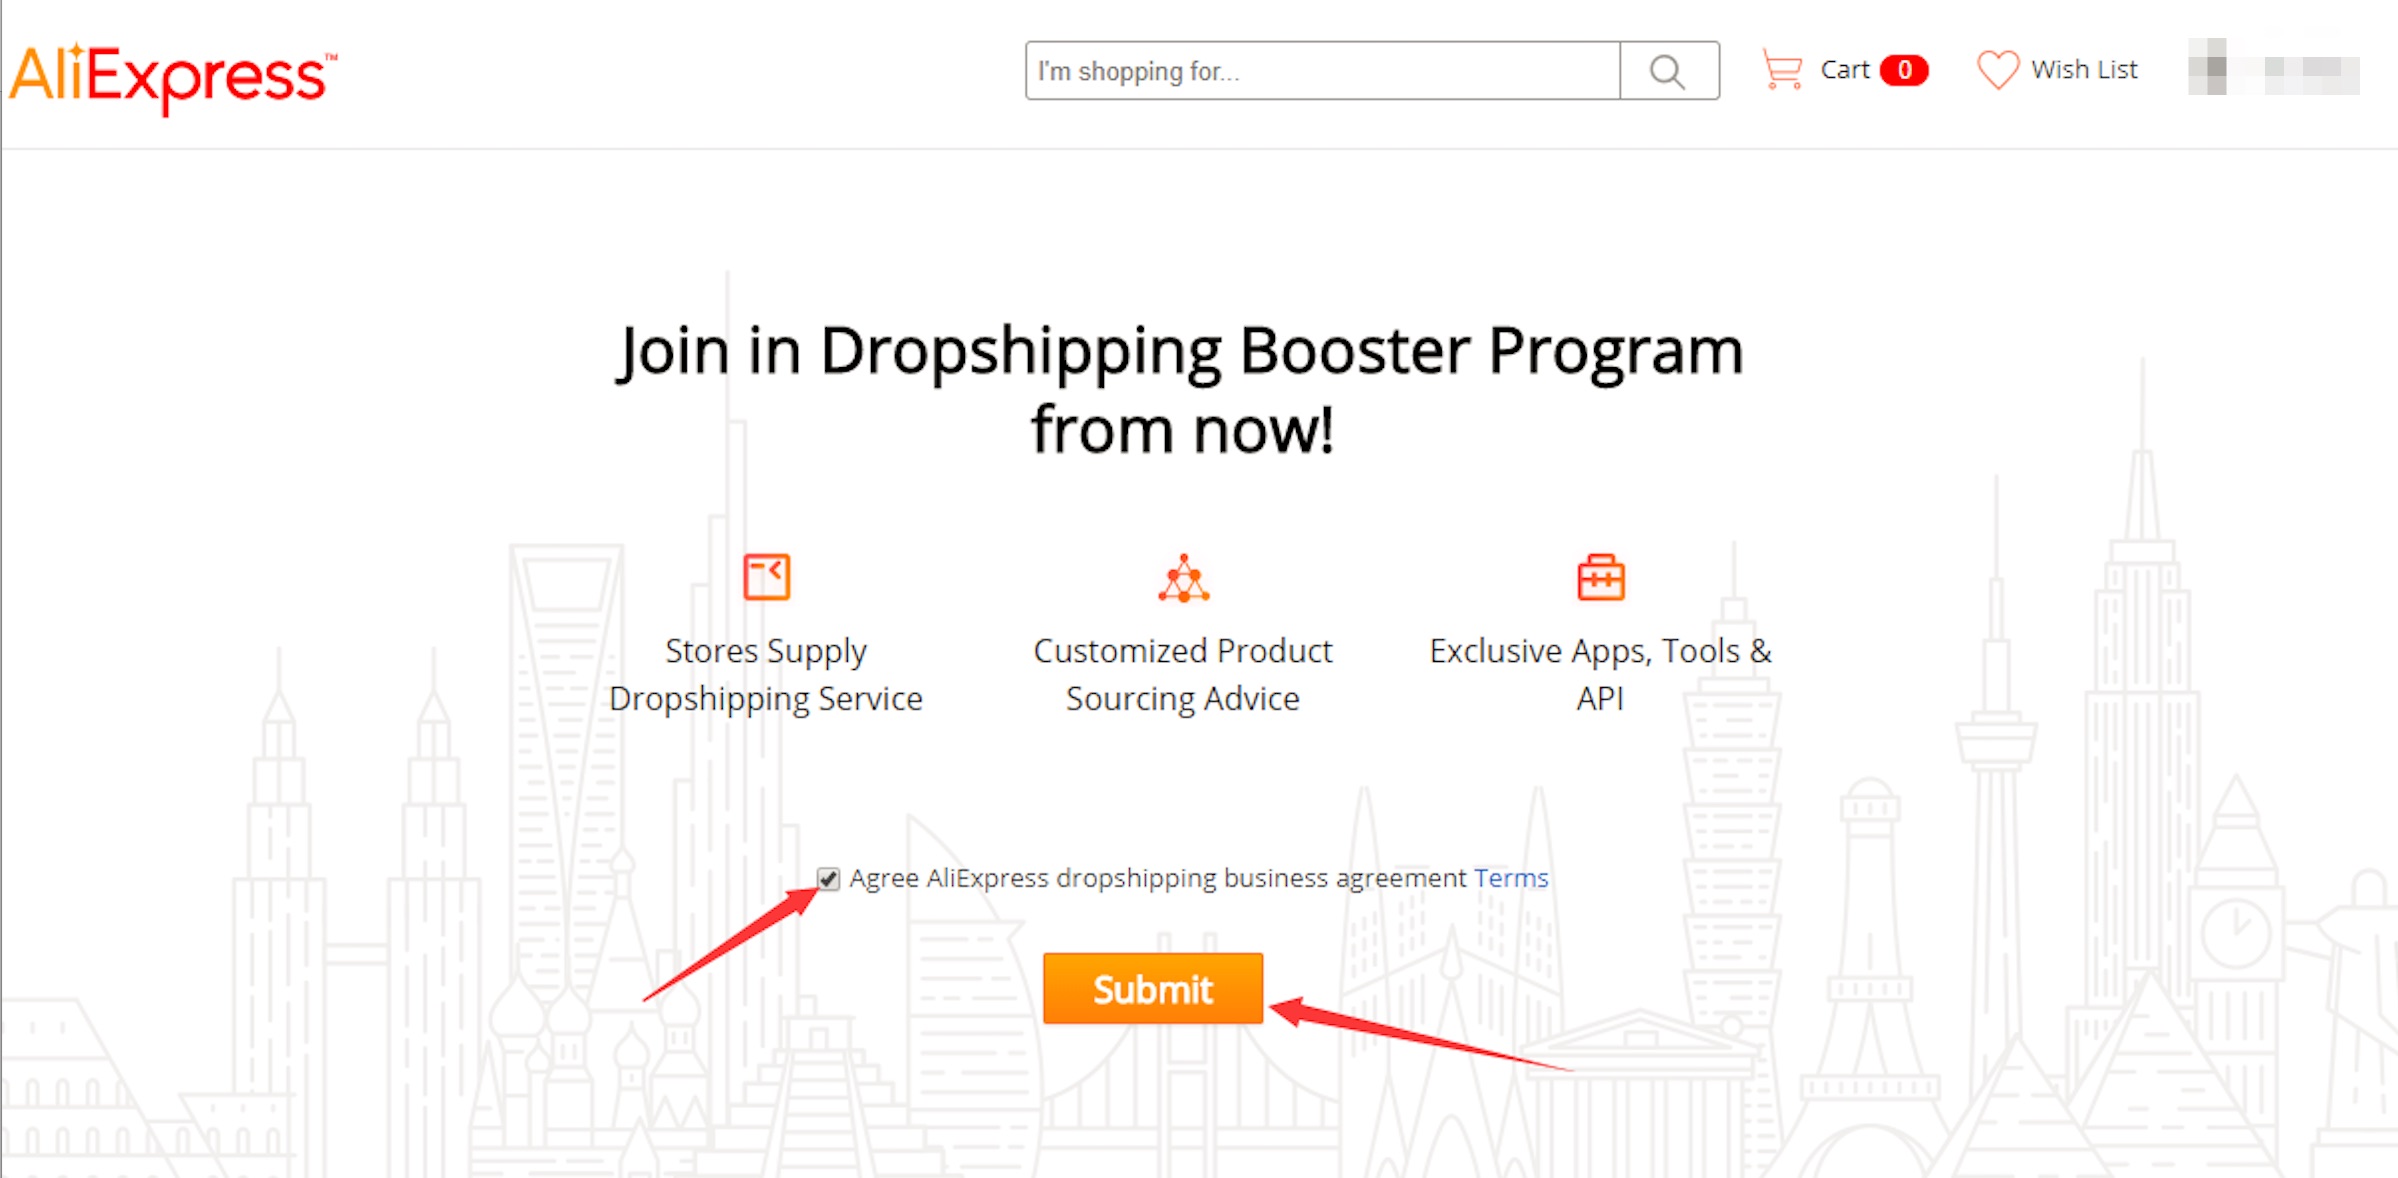 AliExpress™
I'm shopping for...
Cart 0
Wish List
Join in Dropshipping Booster Program
from now!
Stores Supply
Dropshipping Service
Customized Product
Sourcing Advice
Exclusive Apps, Tools &
API
Agree AliExpress dropshipping business agreement Terms
Submit